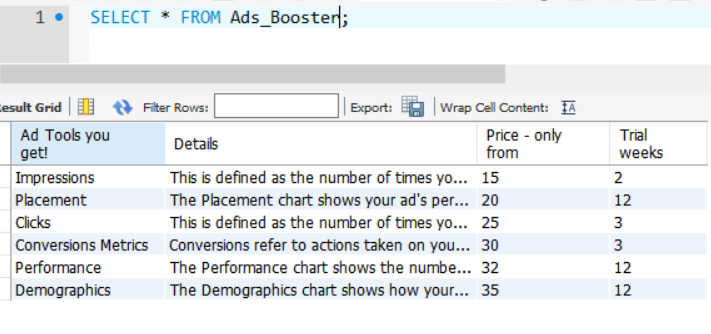 1 SELECT * FROM Ads_Booster;
Result Grid Filter Rows: Export: Wrap Cell Content:
Ad Tools you get! Details Price - only from Trial weeks
Impressions This is defined as the number of times yo... 15 2
Placement The Placement chart shows your ad's per... 20 12
Clicks This is defined as the number of times yo... 25 3
Conversions Metrics Conversions refer to actions taken on you... 30 3
Performance The Performance chart shows the numbe... 32 12
Demographics The Demographics chart shows how your... 35 12